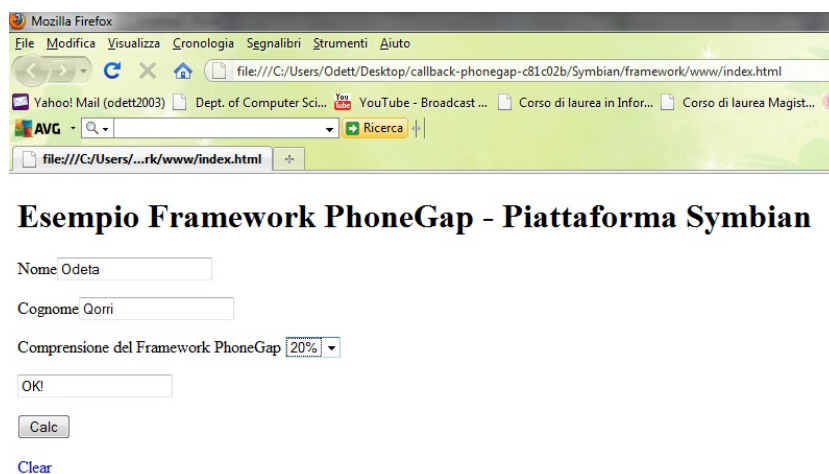 Mozilla Firefox
File Modifica Visualizza Cronologia Segnalibri Strumenti Aiuto
file:///C:/Users/Odett/Desktop/callback-phonegap-c81c02b/Symbian/framework/www/index.html
Yahoo! Mail (odett2003) Dept. of Computer Sci... You Tube YouTube - Broadcast ... Corso di laurea in Infor... Corso di laurea Magist...
AVG Ricerca
file:///C:/Users/...rk/www/index.html
Esempio Framework PhoneGap - Piattaforma Symbian
Nome Odeta
Cognome Qorri
Comprensione del Framework PhoneGap 20%
OK!
Calc
Clear